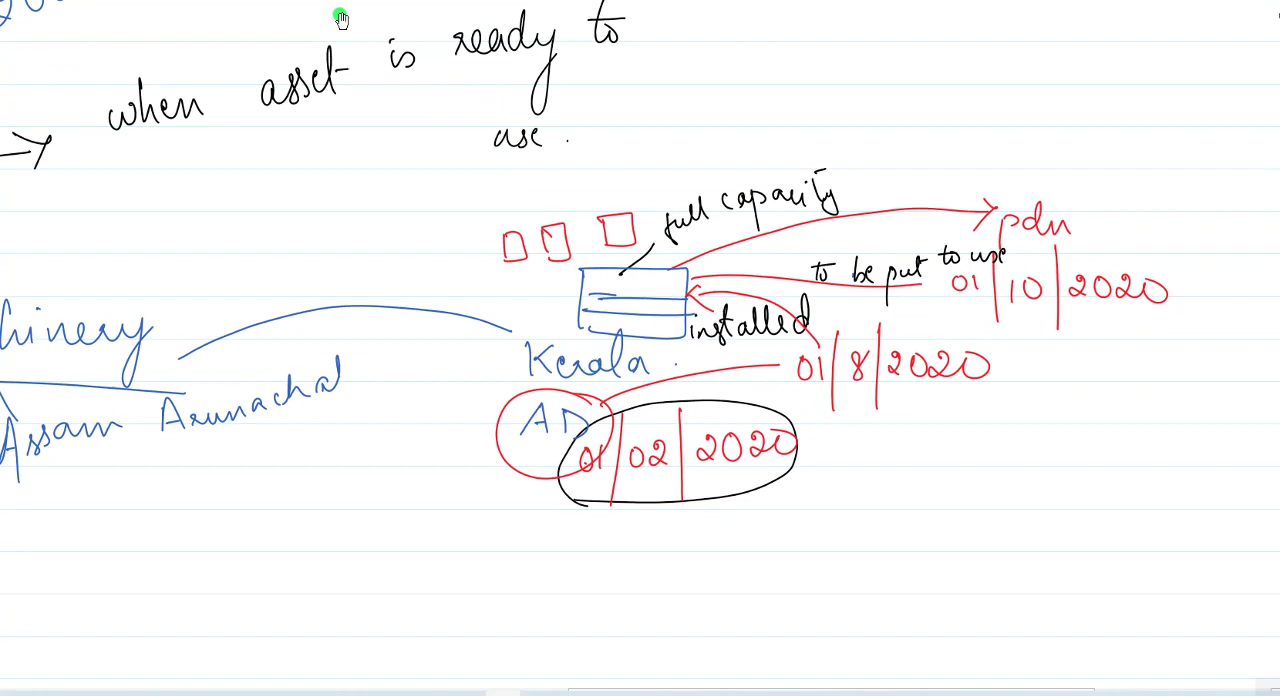 when asset is ready to
use.
full capacity
pdn
to be put to use
01/10/2020
installed
hinery
Kerala.
01/8/2020
Assam Arunachal
AD
01/02/2020